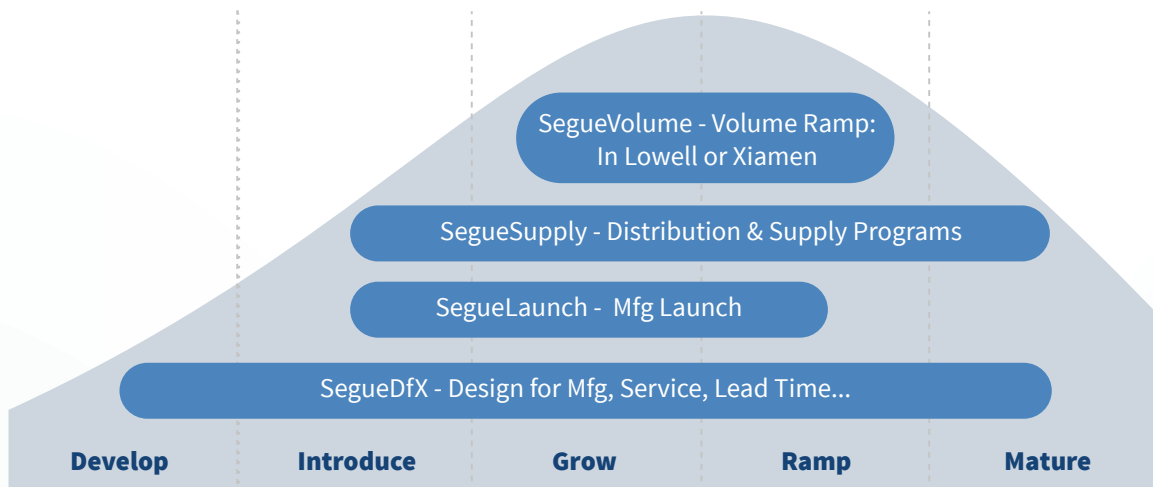 SegueVolume - Volume Ramp:
In Lowell or Xiamen
SegueSupply - Distribution & Supply Programs
SegueLaunch - Mfg Launch
SegueDfX - Design for Mfg, Service, Lead Time...
Develop
Introduce
Grow
Ramp
Mature